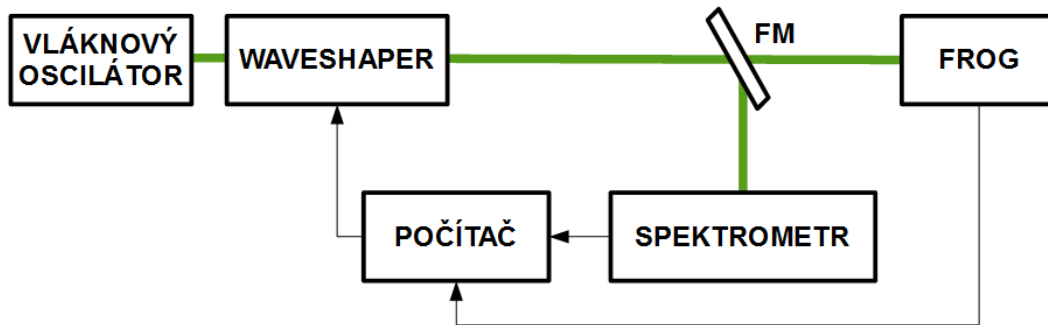 VLÁKNOVÝ
OSCILÁTOR
WAVESHAPER
FM
FROG
POČÍTAČ
SPEKTROMETR